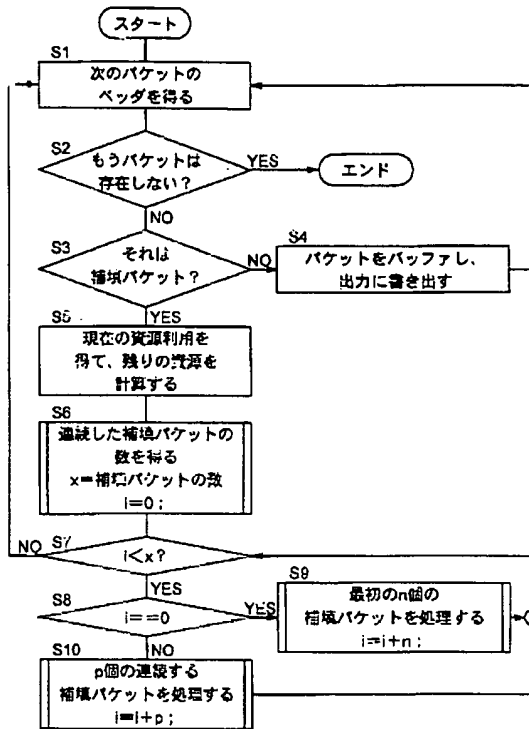 スタート
S1
次のパケットの
ヘッダを得る
S2
もうパケットは
存在しない？
YES
エンド
NO
S3
それは
補填パケット？
NO
S4
パケットをバッファし、
出力に書き出す
YES
S5
現在の資源利用を
得て、残りの資源を
計算する
S6
連続した補填パケットの
数を得る
x=補填パケットの数
i=0;
NO
S7
i<x?
YES
S8
i==0
YES
S9
最初のn個の
補填パケットを処理する
i=i+n;
NO
S10
p個の連続する
補填パケットを処理する
i=i+p;